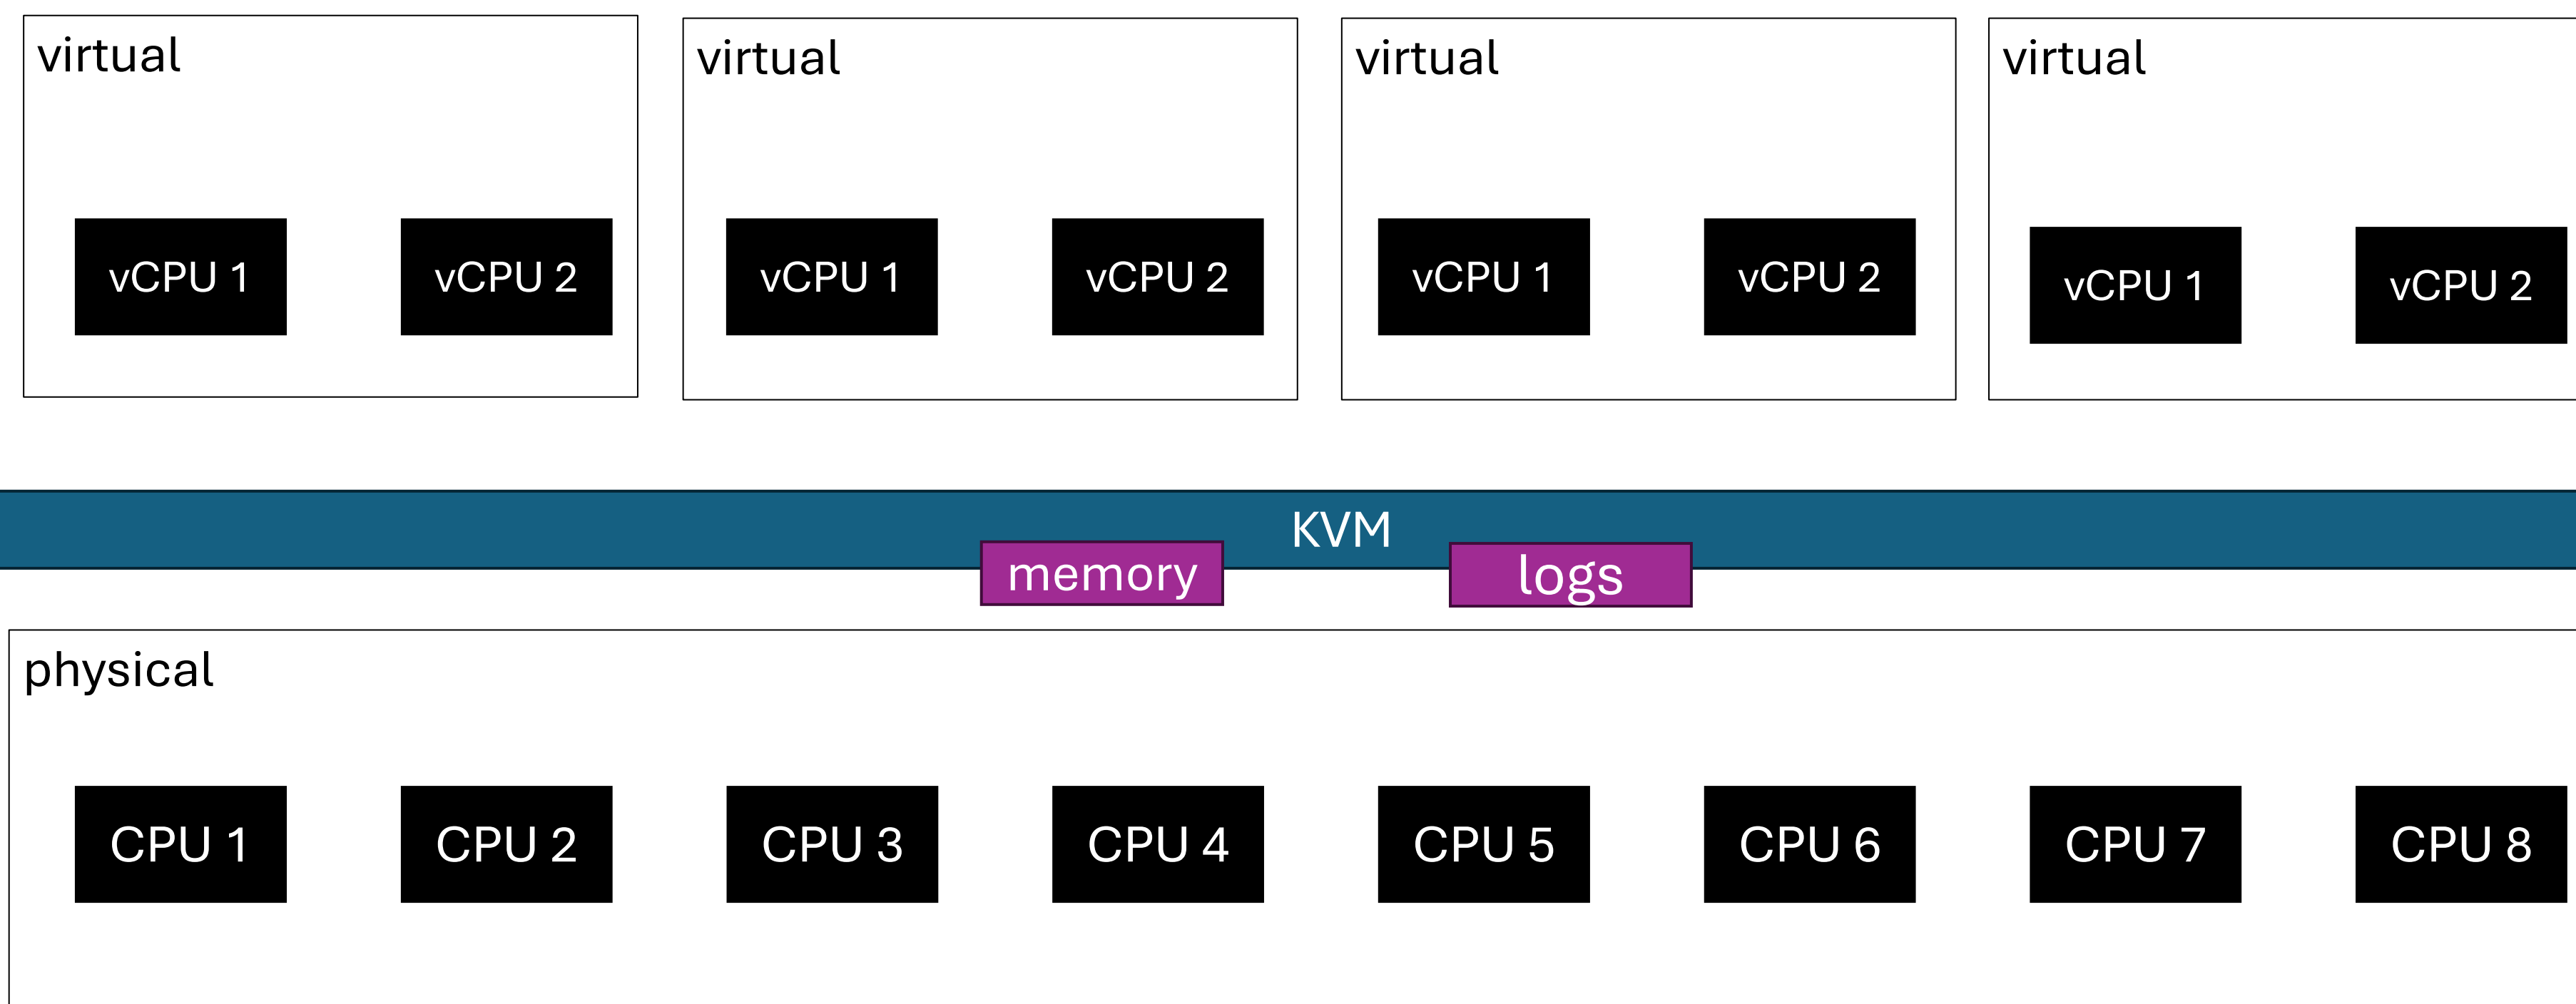 virtual
virtual
virtual
virtual
vCPU 1
vCPU 2
vCPU 1
vCPU 2
vCPU 1
vCPU 2
vCPU 1
vCPU 2
KVM
memory
logs
physical
CPU 1
CPU 2
CPU 3
CPU 4
CPU 5
CPU 6
CPU 7
CPU 8